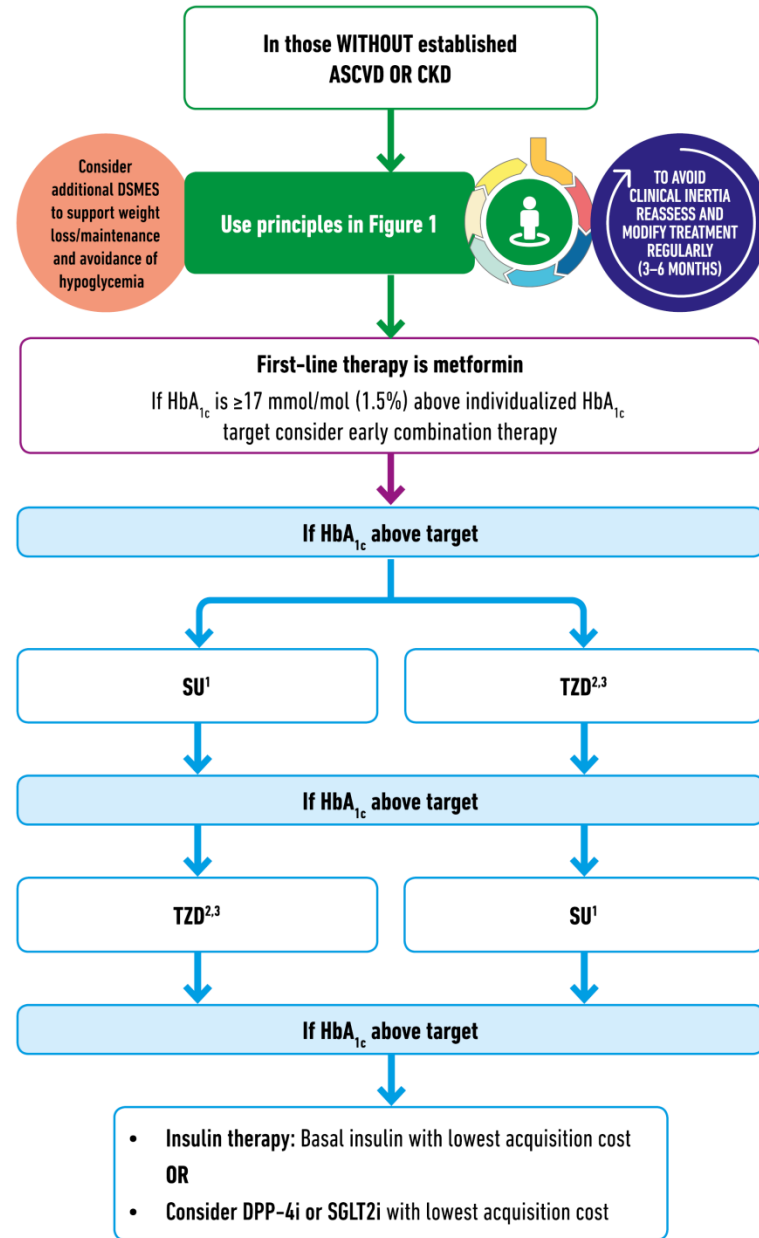 In those WITHOUT established
ASCVD OR CKD
Consider
additional DSMES
to support weight
loss/maintenance
and avoidance of
hypoglycemia
Use principles in Figure 1
TO AVOID
CLINICAL INERTIA
REASSESS AND
MODIFY TREATMENT
REGULARLY
(3–6 MONTHS)
First-line therapy is metformin
If HbA1c is ≥17 mmol/mol (1.5%) above individualized HbA1c
target consider early combination therapy
If HbA1c above target
SU1
TZD2,3
If HbA1c above target
TZD2,3
SU1
If HbA1c above target
• Insulin therapy: Basal insulin with lowest acquisition cost
OR
• Consider DPP-4i or SGLT2i with lowest acquisition cost